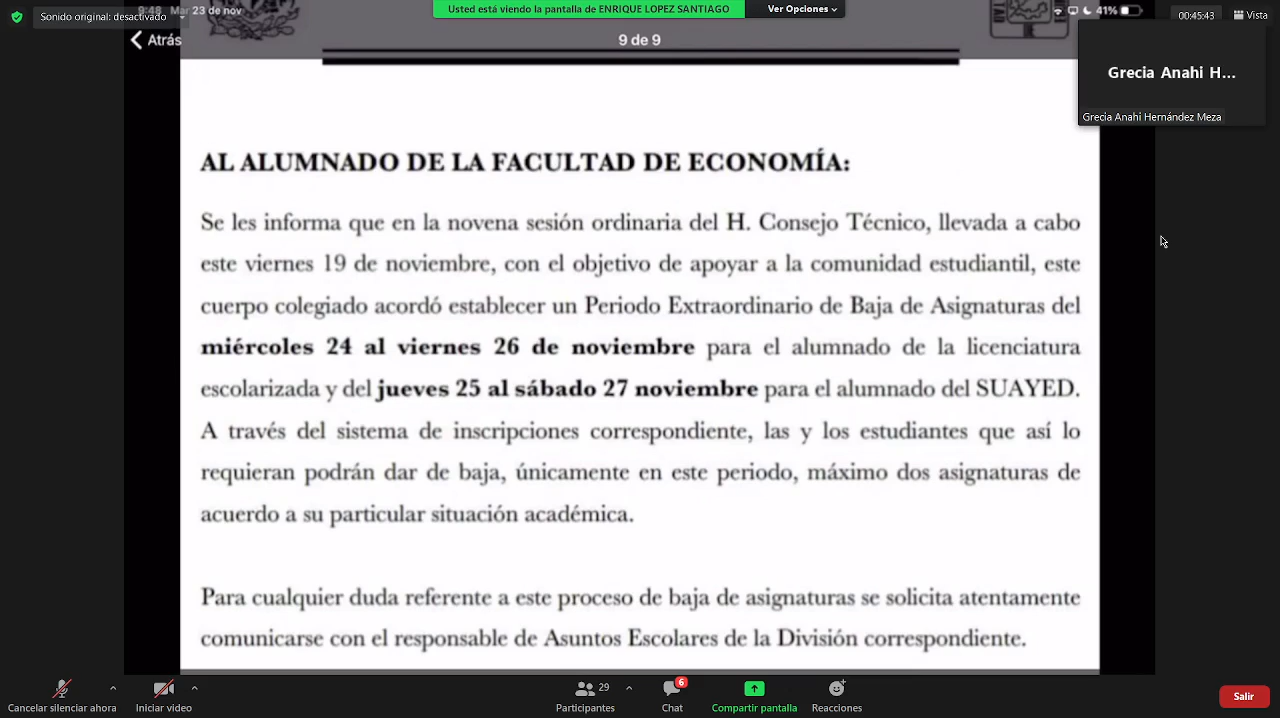 Sonido original: desactivado
9:48 Mar 23 de nov
Usted está viendo la pantalla de ENRIQUE LOPEZ SANTIAGO
Ver Opciones
41%
00:45:43
Vista
Atrás
9 de 9
Grecia Anahi H...
Grecia Anahi Hernández Meza
AL ALUMNADO DE LA FACULTAD DE ECONOMÍA:
Se les informa que en la novena sesión ordinaria del H. Consejo Técnico, llevada a cabo
este viernes 19 de noviembre, con el objetivo de apoyar a la comunidad estudiantil, este
cuerpo colegiado acordó establecer un Periodo Extraordinario de Baja de Asignaturas del
miércoles 24 al viernes 26 de noviembre para el alumnado de la licenciatura
escolarizada y del jueves 25 al sábado 27 noviembre para el alumnado del SUAYED.
A través del sistema de inscripciones correspondiente, las y los estudiantes que así lo
requieran podrán dar de baja, únicamente en este periodo, máximo dos asignaturas de
acuerdo a su particular situación académica.
Para cualquier duda referente a este proceso de baja de asignaturas se solicita atentamente
comunicarse con el responsable de Asuntos Escolares de la División correspondiente.
29
6
Cancelar silenciar ahora
Iniciar video
Participantes
Chat
Compartir pantalla
Reacciones
Salir